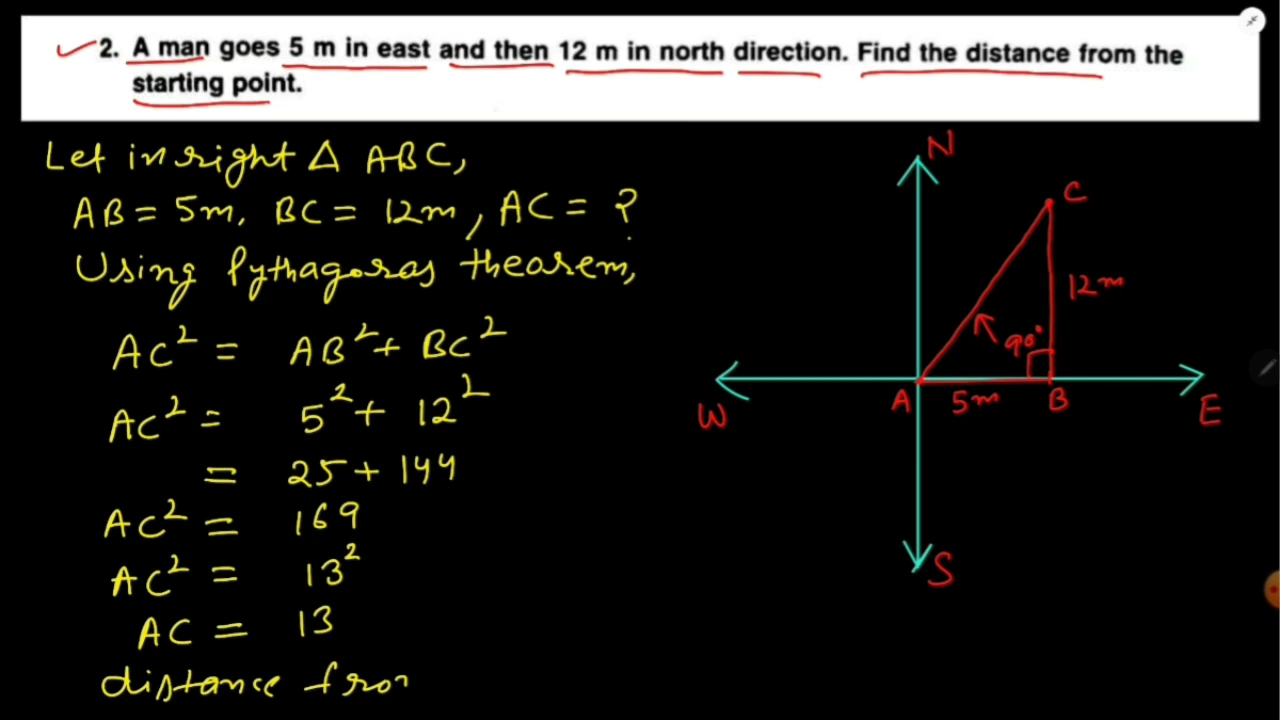 2. A man goes 5 m in east and then 12 m in north direction. Find the distance from the
starting point.
Let in right Δ ABC,
AB = 5m, BC = 12m, AC = ?
Using Pythagoras theorem,
AC² = AB² + BC²
AC² = 5² + 12²
= 25 + 144
AC² = 169
AC² = 13²
AC = 13
distance from
N
C
12m
90°
W
A
5m
B
E
S